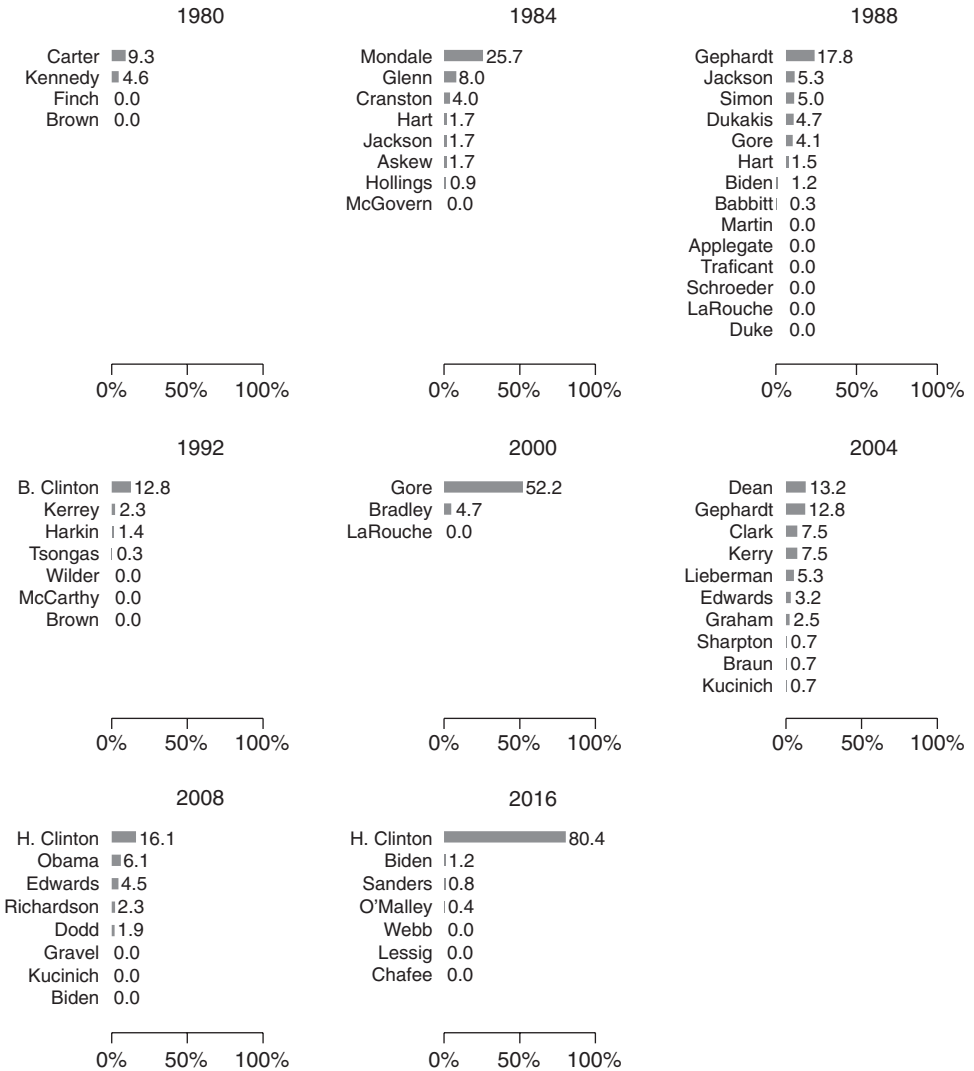 1980
Carter 9.3
Kennedy 4.6
Finch 0.0
Brown 0.0
0% 50% 100%
1984
Mondale 25.7
Glenn 8.0
Cranston 4.0
Hart 1.7
Jackson 1.7
Askew 1.7
Hollings 0.9
McGovern 0.0
0% 50% 100%
1988
Gephardt 17.8
Jackson 5.3
Simon 5.0
Dukakis 4.7
Gore 4.1
Hart 1.5
Biden 1.2
Babbitt 0.3
Martin 0.0
Applegate 0.0
Traficant 0.0
Schroeder 0.0
LaRouche 0.0
Duke 0.0
0% 50% 100%
1992
B. Clinton 12.8
Kerrey 2.3
Harkin 1.4
Tsongas 0.3
Wilder 0.0
McCarthy 0.0
Brown 0.0
0% 50% 100%
2000
Gore 52.2
Bradley 4.7
LaRouche 0.0
0% 50% 100%
2004
Dean 13.2
Gephardt 12.8
Clark 7.5
Kerry 7.5
Lieberman 5.3
Edwards 3.2
Graham 2.5
Sharpton 0.7
Braun 0.7
Kucinich 0.7
0% 50% 100%
2008
H. Clinton 16.1
Obama 6.1
Edwards 4.5
Richardson 2.3
Dodd 1.9
Gravel 0.0
Kucinich 0.0
Biden 0.0
0% 50% 100%
2016
H. Clinton 80.4
Biden 1.2
Sanders 0.8
O’Malley 0.4
Webb 0.0
Lessig 0.0
Chafee 0.0
0% 50% 100%